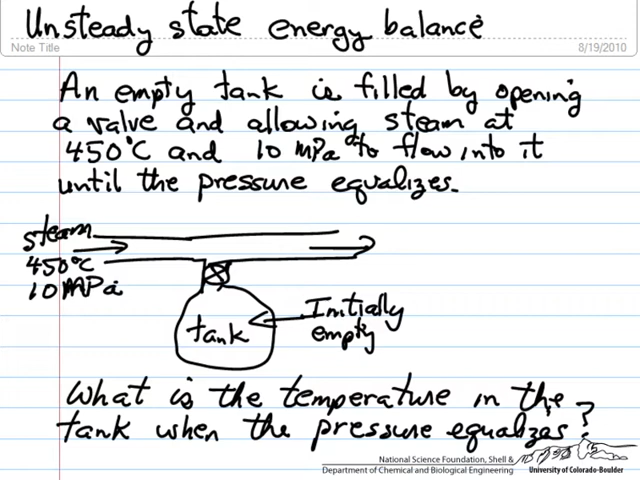 Unsteady state energy balance
Note Title
8/19/2010
An empty tank is filled by opening
a valve and allowing steam at
450°C and 10 MPa to flow into it
until the pressure equalizes.
steam
450°C
10 MPa
tank
Initially
empty
What is the temperature in the
tank when the pressure equalizes?
National Science Foundation, Shell &
Department of Chemical and Biological Engineering
University of Colorado-Boulder